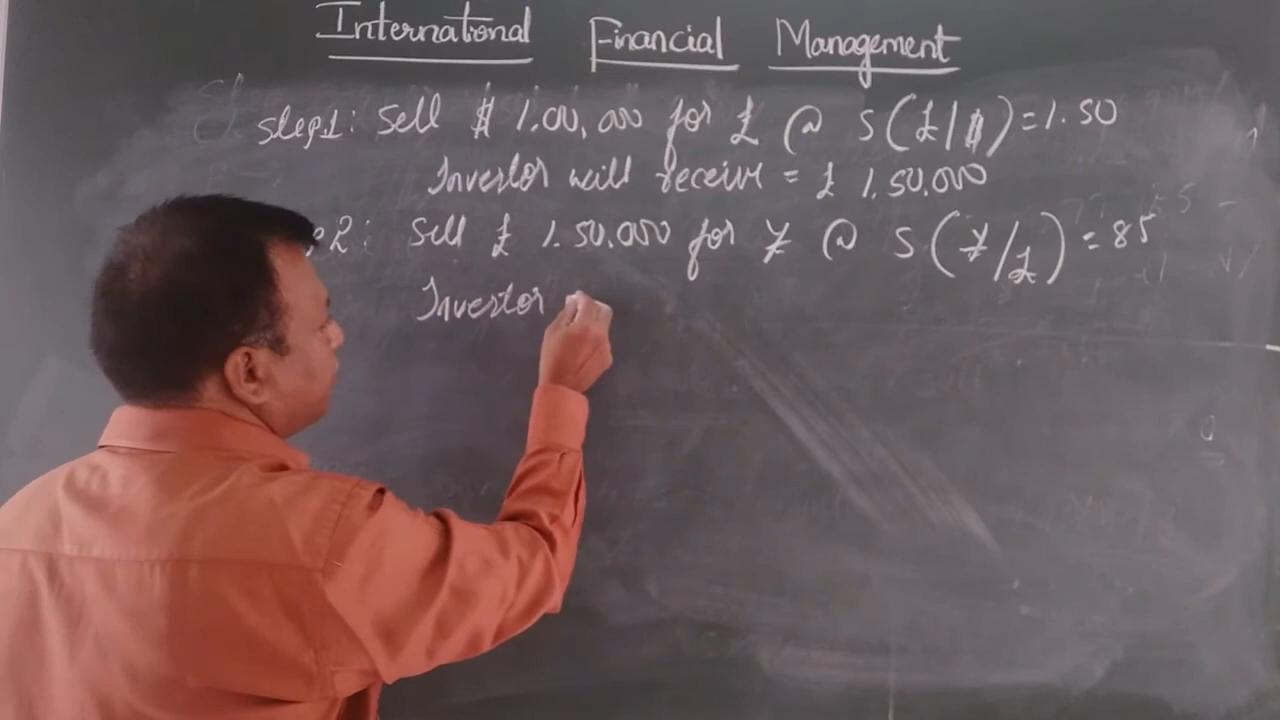 International Financial Management
step1: Sell $ 1.00,000 for £ @ S(£/$)=1.50
Investor will receive = £ 1.50.000
e2: Sell £ 1.50.000 for ¥ @ S(¥/£)=85
Investor